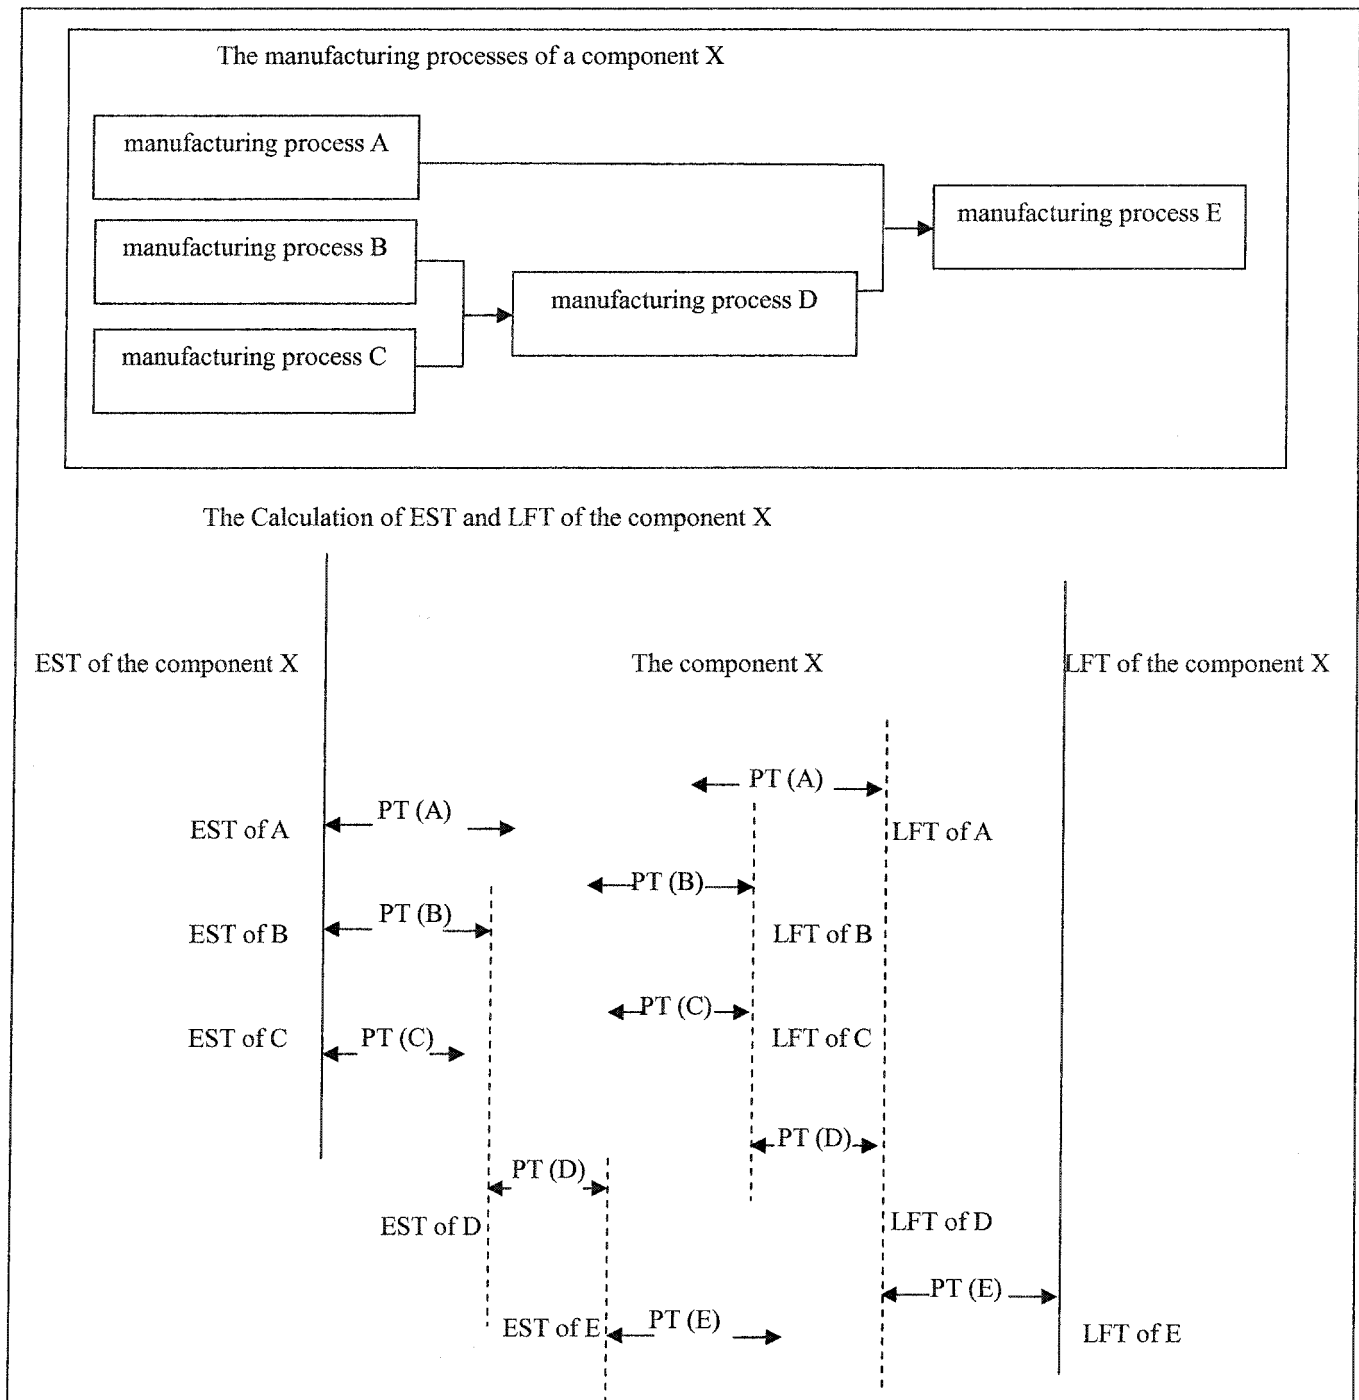 The manufacturing processes of a component X
manufacturing process A
manufacturing process B
manufacturing process C
manufacturing process D
manufacturing process E
The Calculation of EST and LFT of the component X
EST of the component X
The component X
LFT of the component X
PT (A)
PT (A)
EST of A
LFT of A
PT (B)
PT (B)
EST of B
LFT of B
PT (C)
PT (C)
EST of C
LFT of C
PT (D)
PT (D)
EST of D
LFT of D
PT (E)
PT (E)
EST of E
LFT of E